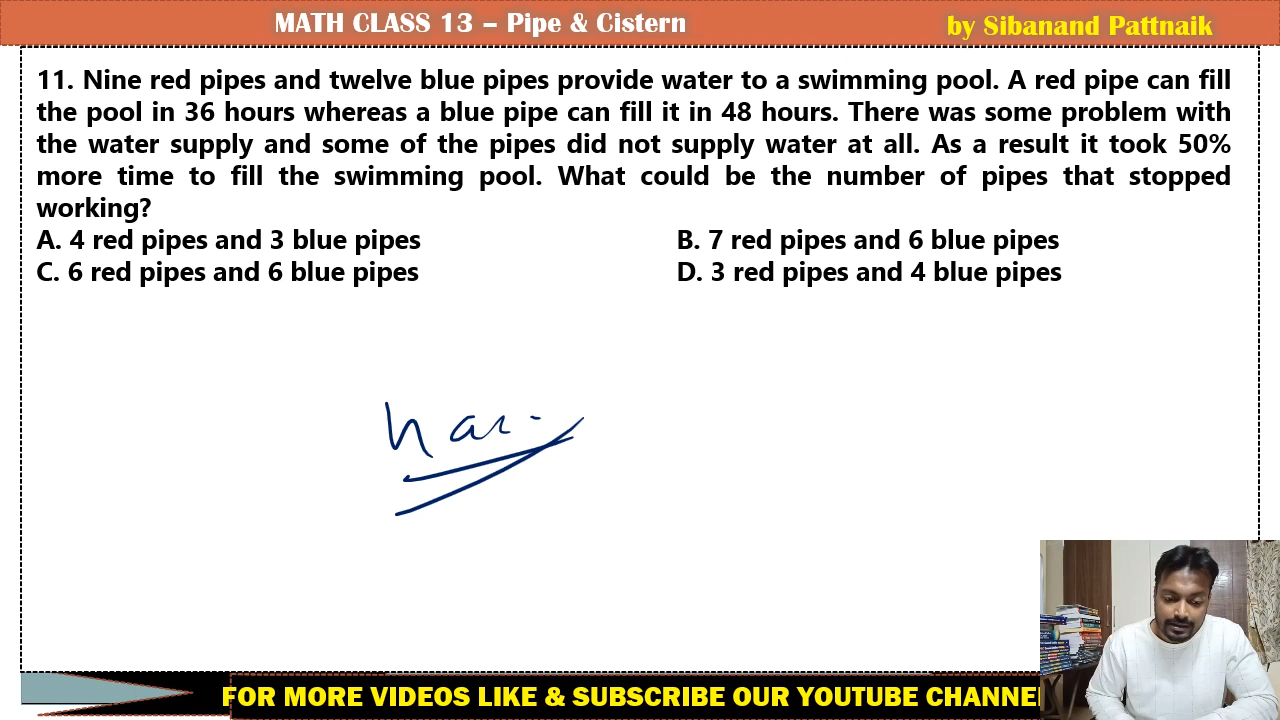 MATH CLASS 13 – Pipe & Cistern
by Sibanand Pattnaik
11. Nine red pipes and twelve blue pipes provide water to a swimming pool. A red pipe can fill
the pool in 36 hours whereas a blue pipe can fill it in 48 hours. There was some problem with
the water supply and some of the pipes did not supply water at all. As a result it took 50%
more time to fill the swimming pool. What could be the number of pipes that stopped
working?
A. 4 red pipes and 3 blue pipes
B. 7 red pipes and 6 blue pipes
C. 6 red pipes and 6 blue pipes
D. 3 red pipes and 4 blue pipes
FOR MORE VIDEOS LIKE & SUBSCRIBE OUR YOUTUBE CHANNE